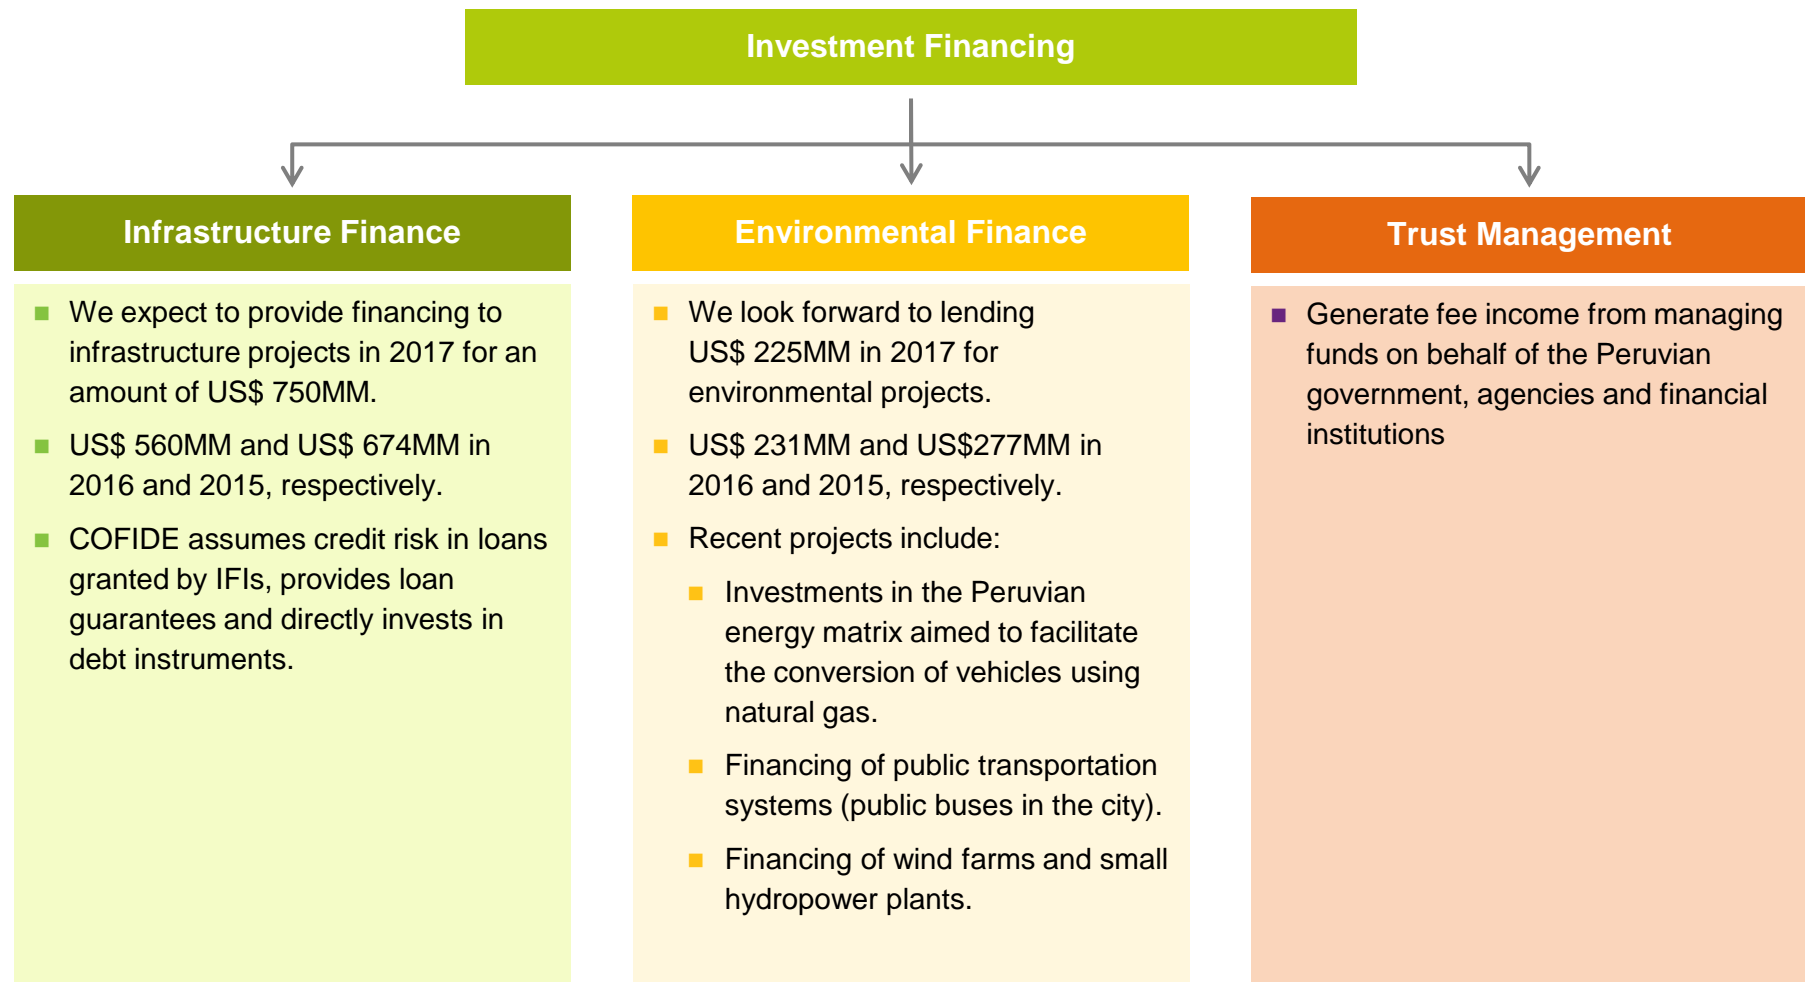 Investment Financing
Infrastructure Finance
We expect to provide financing to
infrastructure projects in 2017 for an
amount of US$ 750MM.
US$ 560MM and US$ 674MM in
2016 and 2015, respectively.
COFIDE assumes credit risk in loans
granted by IFIs, provides loan
guarantees and directly invests in
debt instruments.
Environmental Finance
We look forward to lending
US$ 225MM in 2017 for
environmental projects.
US$ 231MM and US$277MM in
2016 and 2015, respectively.
Recent projects include:
Investments in the Peruvian
energy matrix aimed to facilitate
the conversion of vehicles using
natural gas.
Financing of public transportation
systems (public buses in the city).
Financing of wind farms and small
hydropower plants.
Trust Management
Generate fee income from managing
funds on behalf of the Peruvian
government, agencies and financial
institutions